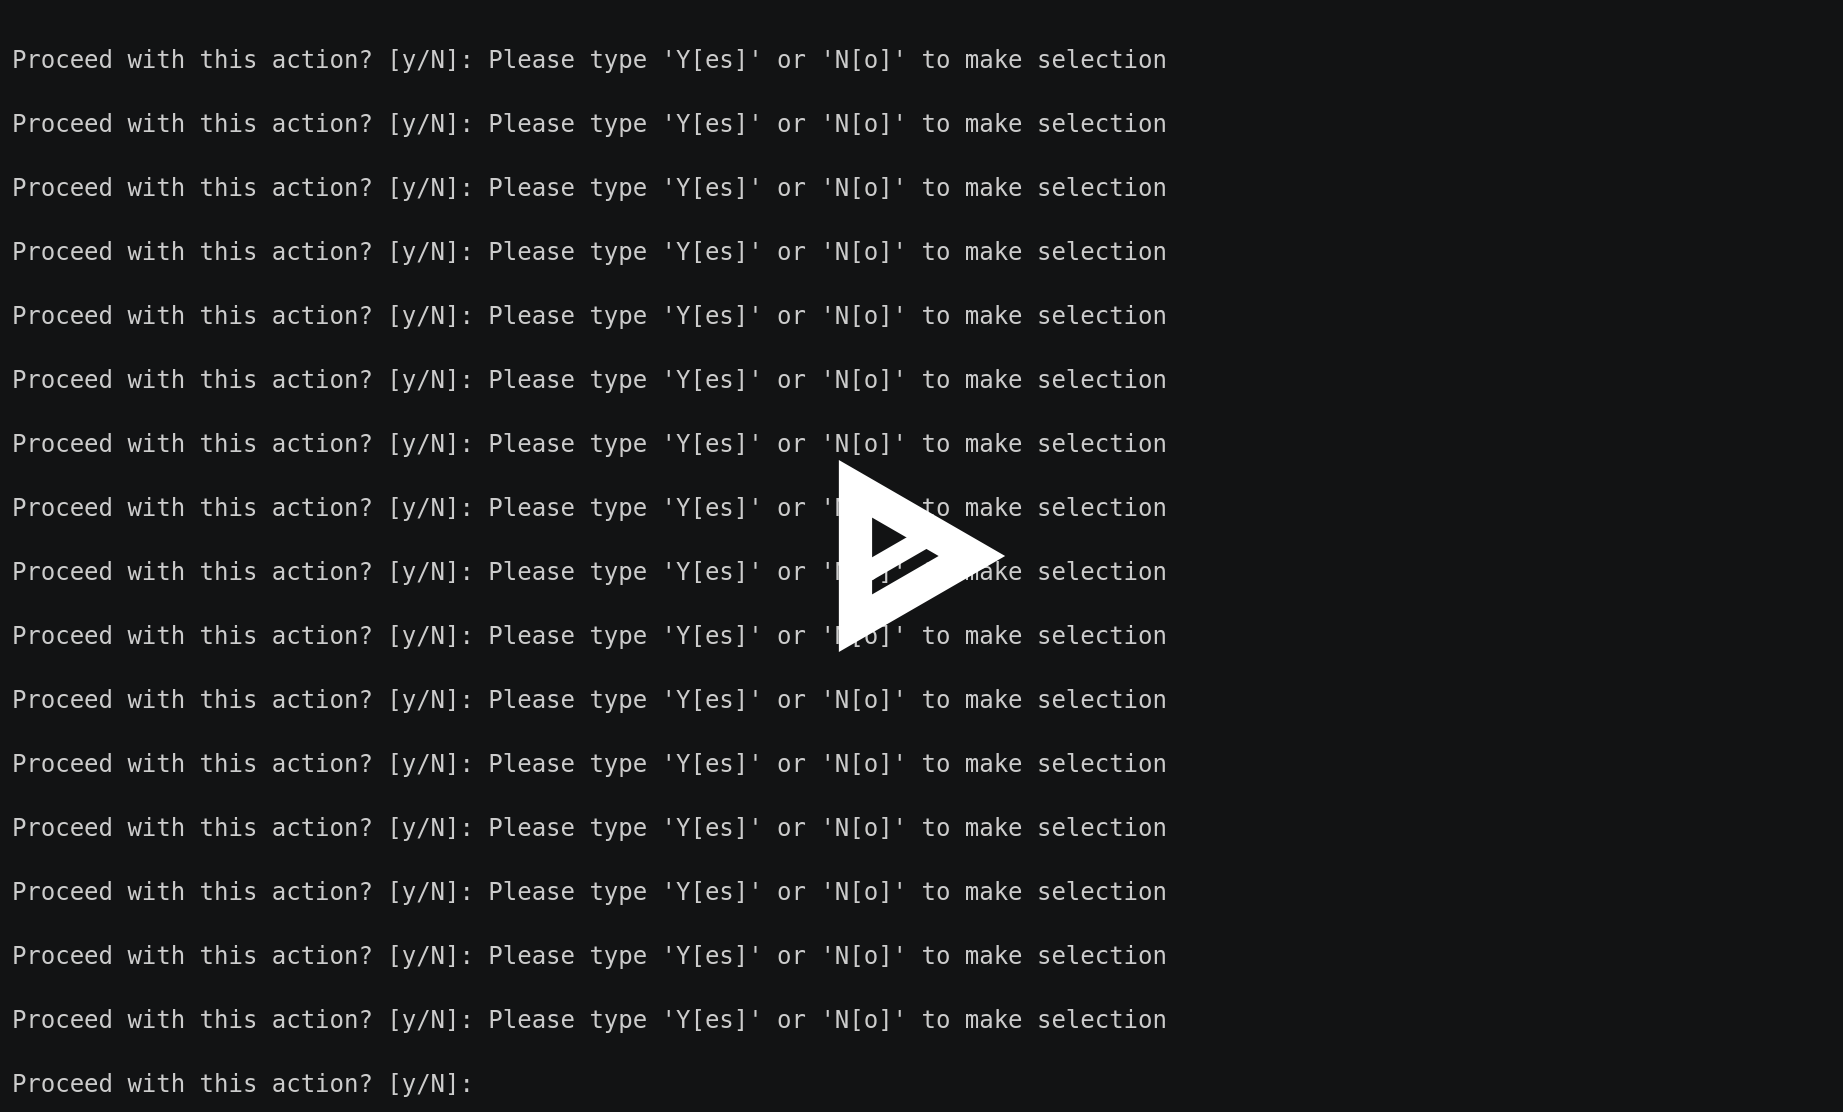 Proceed with this action? [y/N]: Please type 'Y[es]' or 'N[o]' to make selection
Proceed with this action? [y/N]: Please type 'Y[es]' or 'N[o]' to make selection
Proceed with this action? [y/N]: Please type 'Y[es]' or 'N[o]' to make selection
Proceed with this action? [y/N]: Please type 'Y[es]' or 'N[o]' to make selection
Proceed with this action? [y/N]: Please type 'Y[es]' or 'N[o]' to make selection
Proceed with this action? [y/N]: Please type 'Y[es]' or 'N[o]' to make selection
Proceed with this action? [y/N]: Please type 'Y[es]' or 'N[o]' to make selection
Proceed with this action? [y/N]: Please type 'Y[es]' or to make selection
Proceed with this action? [y/N]: Please type 'Y[es]' or make selection
Proceed with this action? [y/N]: Please type 'Y[es]' or 'N[o]' to make selection
Proceed with this action? [y/N]: Please type 'Y[es]' or 'N[o]' to make selection
Proceed with this action? [y/N]: Please type 'Y[es]' or 'N[o]' to make selection
Proceed with this action? [y/N]: Please type 'Y[es]' or 'N[o]' to make selection
Proceed with this action? [y/N]: Please type 'Y[es]' or 'N[o]' to make selection
Proceed with this action? [y/N]: Please type 'Y[es]' or 'N[o]' to make selection
Proceed with this action? [y/N]: Please type 'Y[es]' or 'N[o]' to make selection
Proceed with this action? [y/N]: